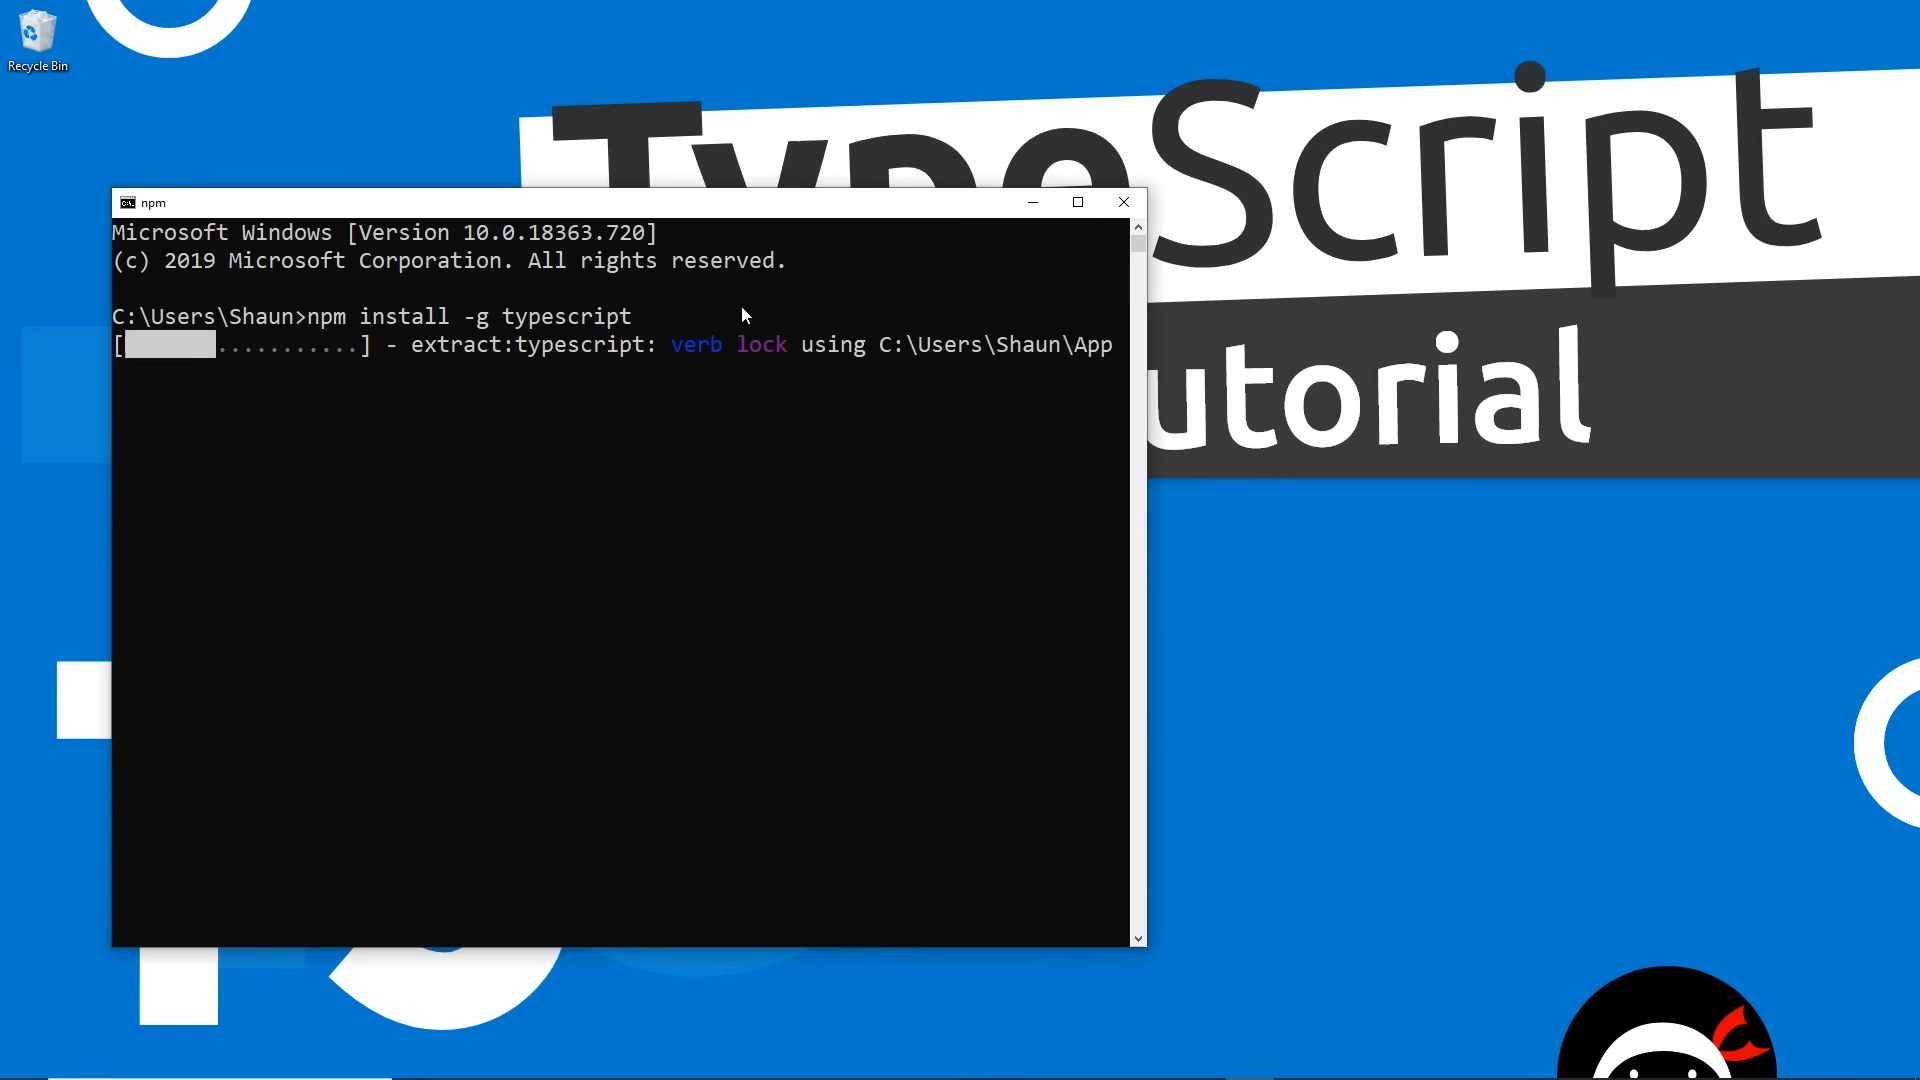 Recycle Bin
TypeScript
utorial
npm
Microsoft Windows [Version 10.0.18363.720]
(c) 2019 Microsoft Corporation. All rights reserved.
C:\Users\Shaun>npm install -g typescript
[ ...........] - extract:typescript: verb lock using C:\Users\Shaun\App